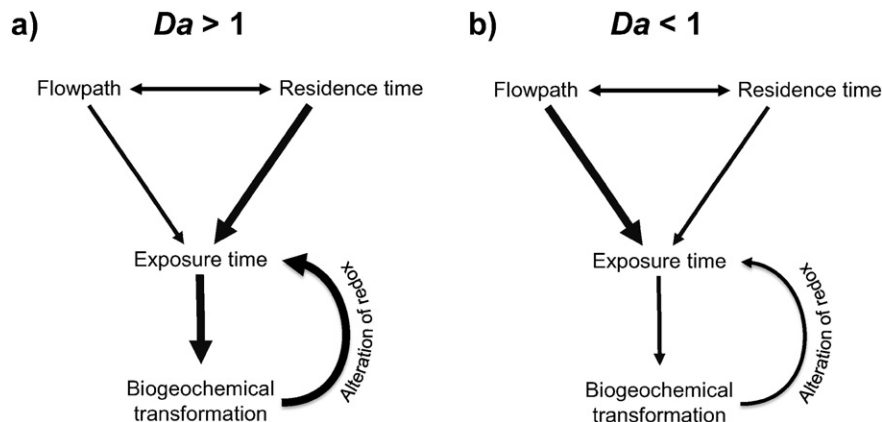 a) Da > 1
Flowpath Residence time
Exposure time
Alteration of redox
Biogeochemical
transformation
b) Da < 1
Flowpath Residence time
Exposure time
Alteration of redox
Biogeochemical
transformation